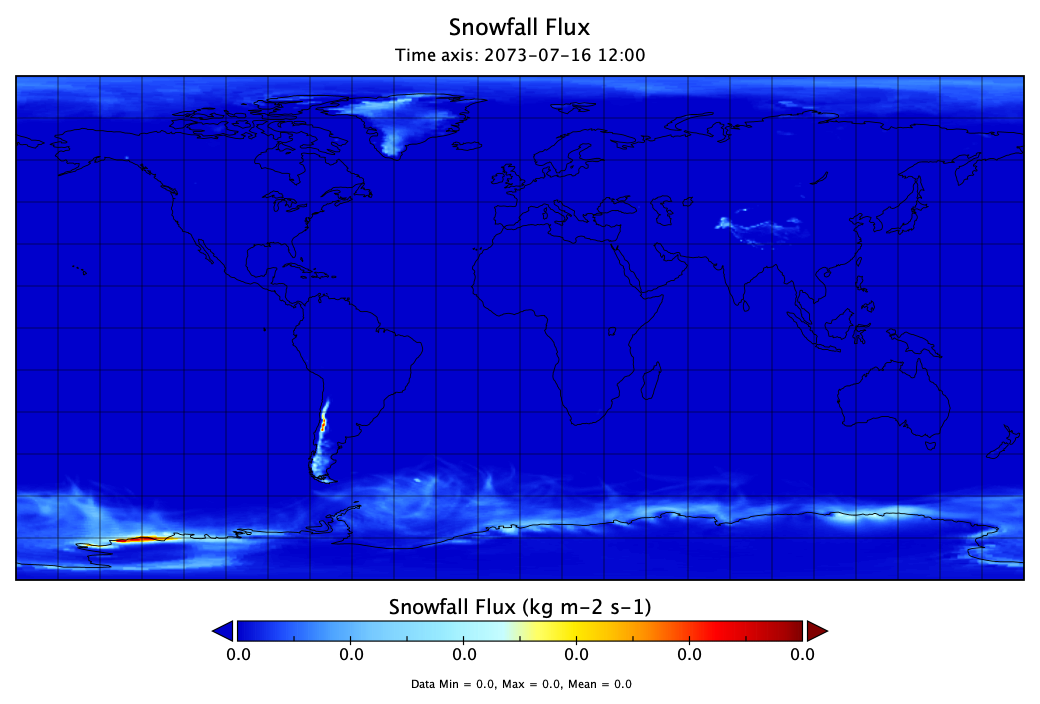 Snowfall Flux
Time axis: 2073-07-16 12:00
Snowfall Flux (kg m-2 s-1)
0.0 0.0 0.0 0.0 0.0 0.0
Data Min = 0.0, Max = 0.0, Mean = 0.0